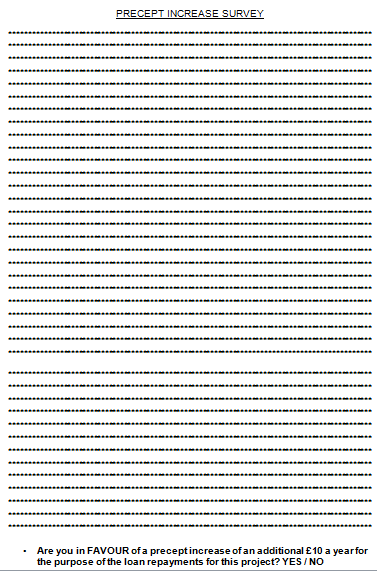 PRECEPT INCREASE SURVEY
• Are you in FAVOUR of a precept increase of an additional £10 a year for
the purpose of the loan repayments for this project? YES / NO